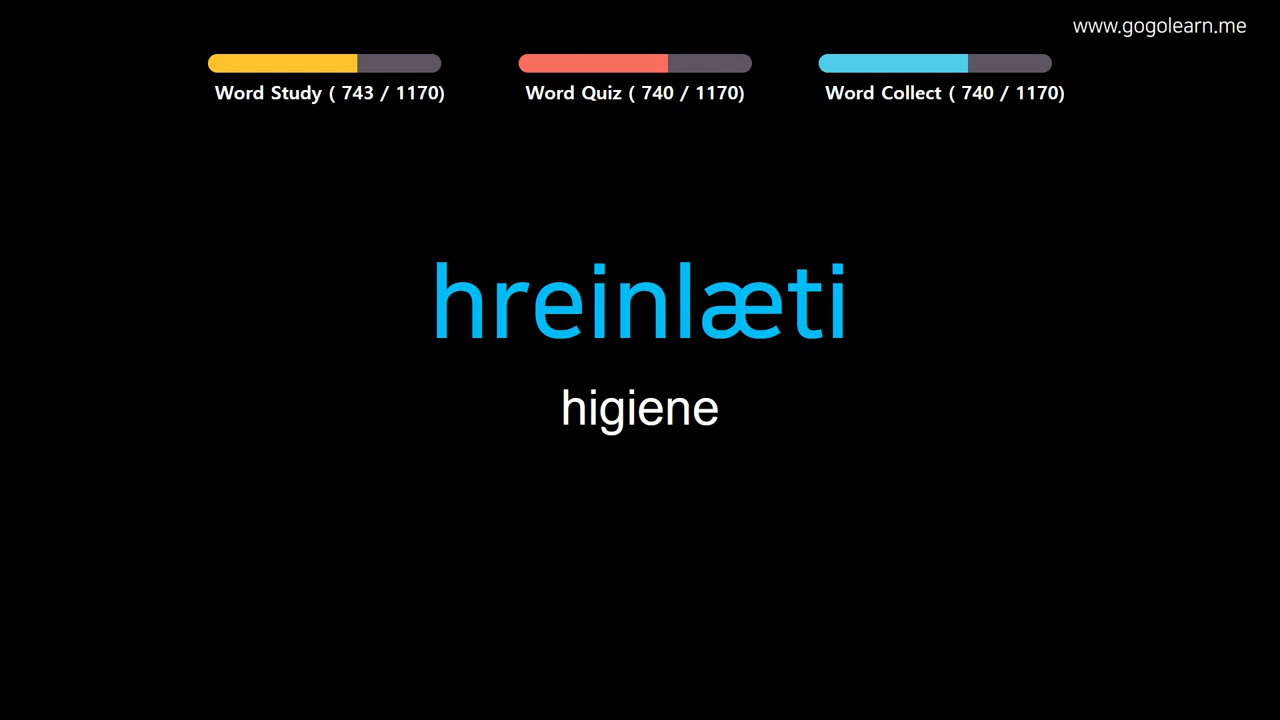 www.gogolearn.me
Word Study ( 743 / 1170)
Word Quiz ( 740 / 1170)
Word Collect ( 740 / 1170)
hreinlæti
higiene